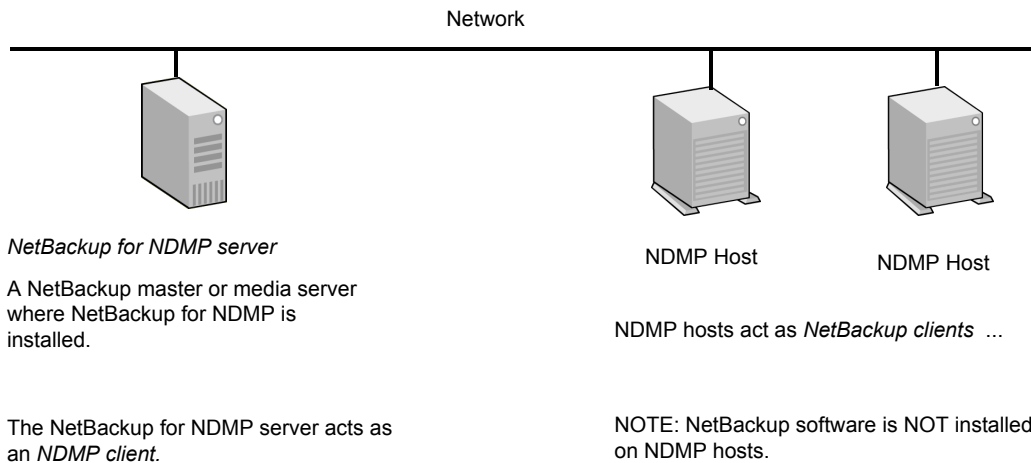 Network
NetBackup for NDMP server
A NetBackup master or media server
where NetBackup for NDMP is
installed.
The NetBackup for NDMP server acts as
an NDMP client.
NDMP Host
NDMP Host
NDMP hosts act as NetBackup clients ...
NOTE: NetBackup software is NOT installed
on NDMP hosts.